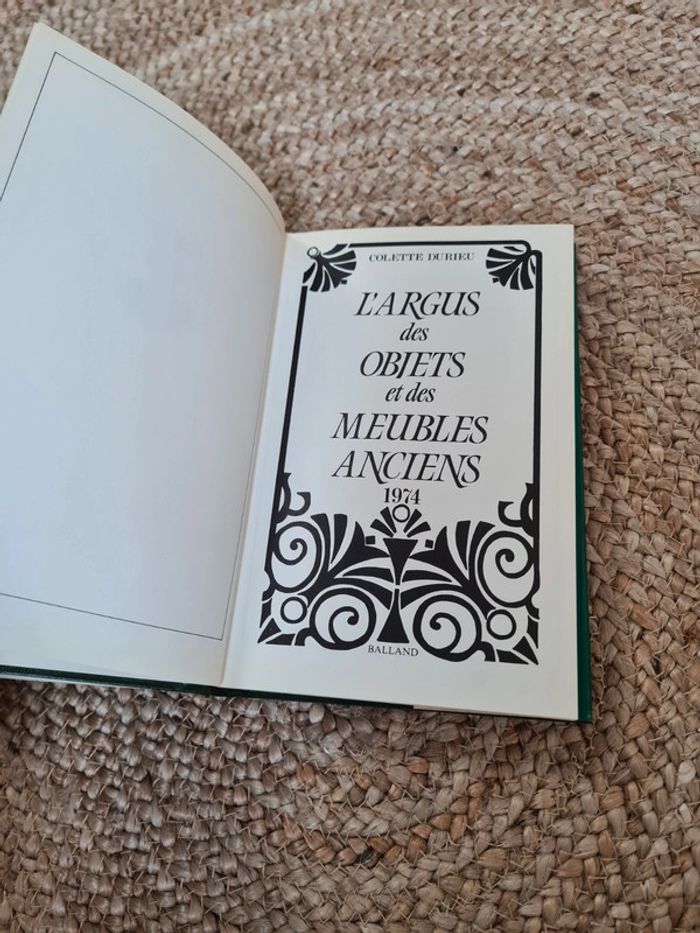 COLETTE DURIEU
L'ARGUS
des
OBJETS
et des
MEUBLES
ANCIENS
1974
BALLAND